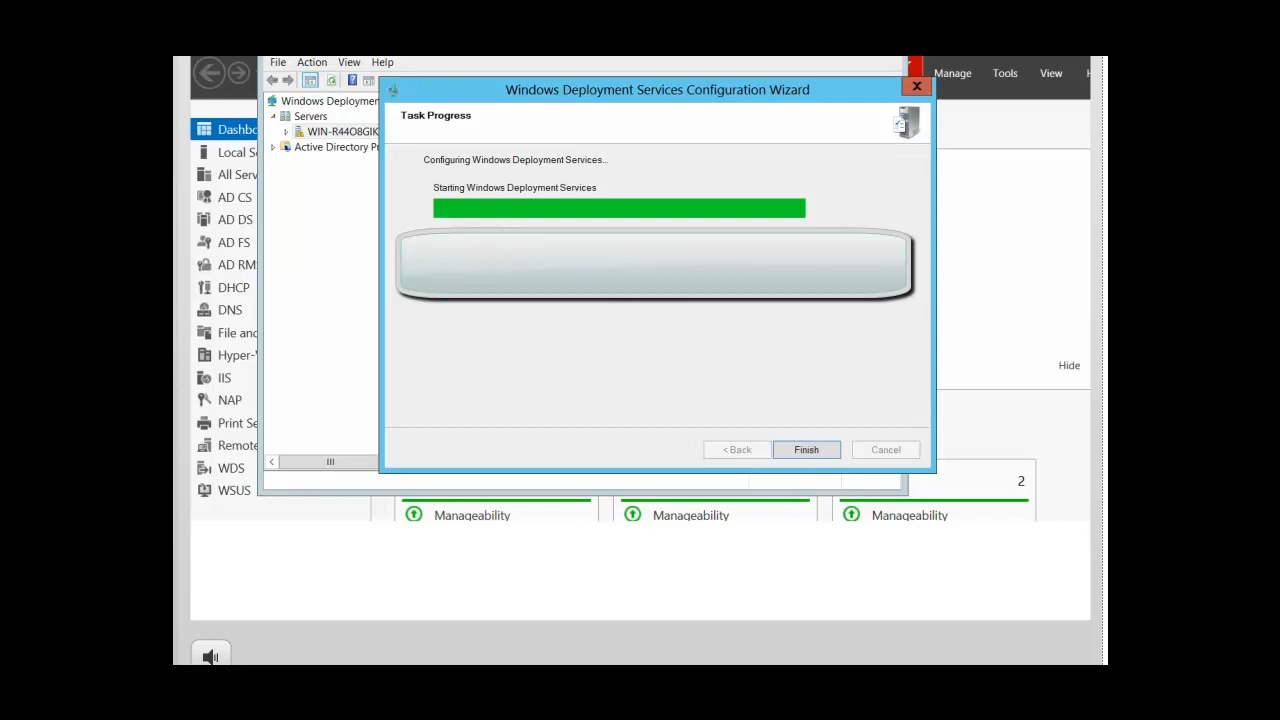 File Action View Help
Manage Tools View
Windows Deployment Services Configuration Wizard
X
Windows Deploymen
Task Progress
Servers
Dashbo
WIN-R44O8GIK
Active Directory Pr
Local Se
Configuring Windows Deployment Services...
All Serv
Starting Windows Deployment Services
AD CS
AD DS
AD FS
AD RM
DHCP
DNS
File and
Hyper-V
Hide
IIS
NAP
Print Se
Remote
< Back Finish Cancel
WDS
2
WSUS
Manageability Manageability Manageability